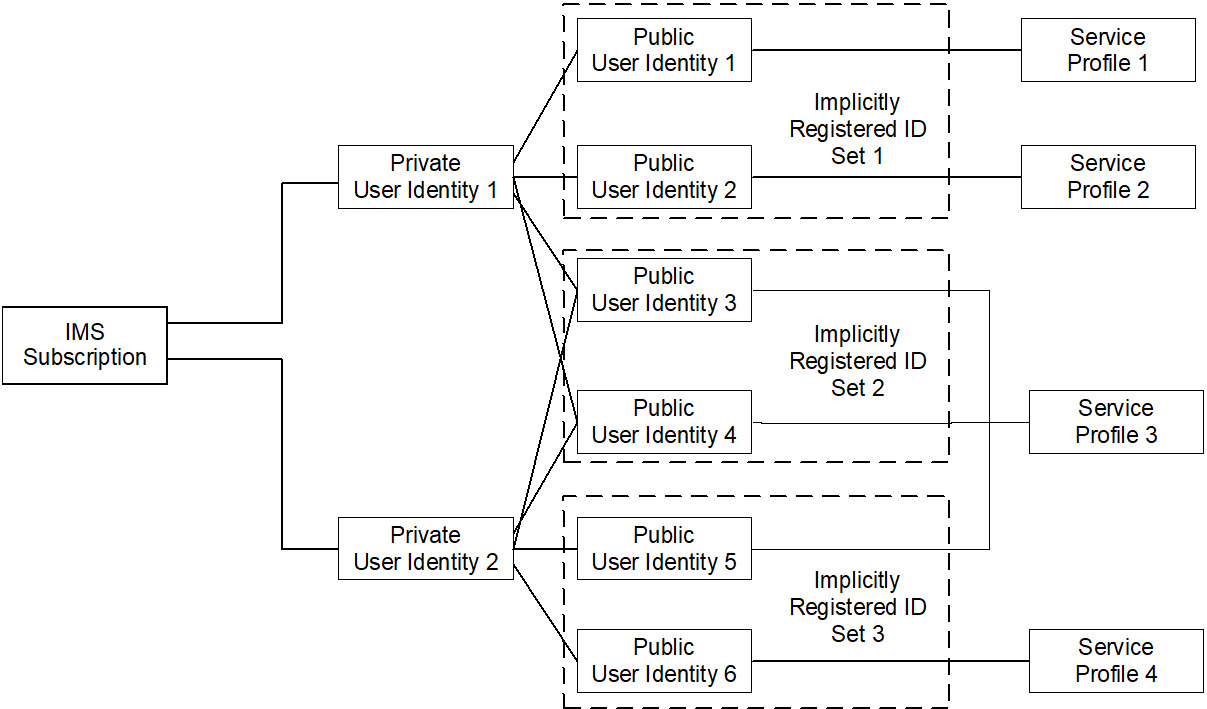 Public
User Identity 1
Service
Profile 1
Implicitly
Registered ID
Set 1
Private
User Identity 1
Public
User Identity 2
Service
Profile 2
Public
User Identity 3
IMS
Subscription
Implicitly
Registered ID
Set 2
Public
User Identity 4
Service
Profile 3
Private
User Identity 2
Public
User Identity 5
Implicitly
Registered ID
Set 3
Public
User Identity 6
Service
Profile 4